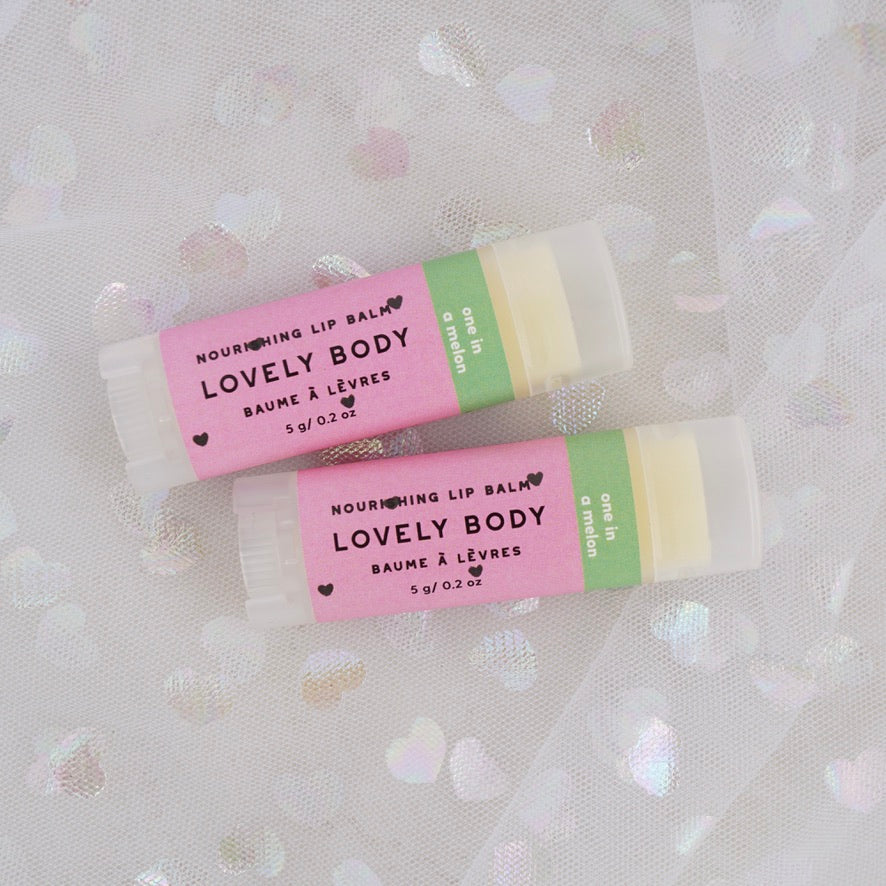 NOURISHING LIP BALM
LOVELY BODY
BAUME À LÈVRES
5 g/ 0.2 oz
one in
a melon
NOURISHING LIP BALM
LOVELY BODY
BAUME À LÈVRES
5 g/ 0.2 oz
one in
a melon